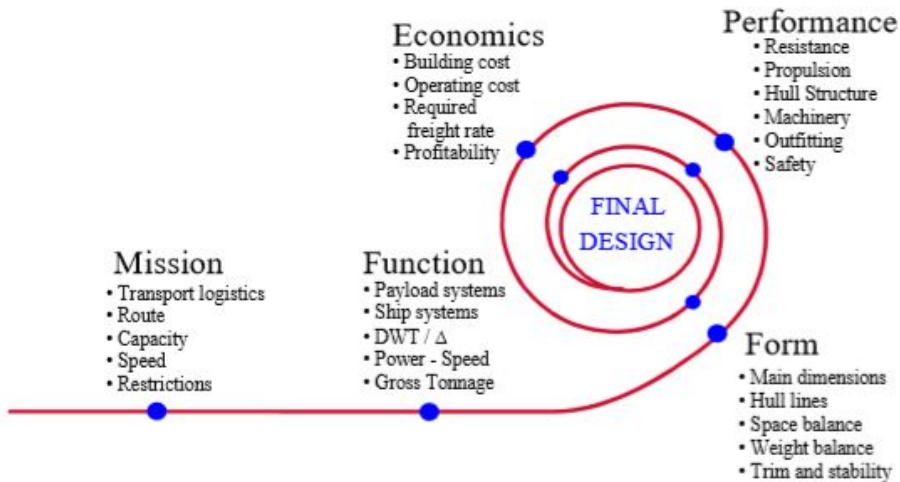 Economics
• Building cost
• Operating cost
• Required
freight rate
• Profitability
Performance
• Resistance
• Propulsion
• Hull Structure
• Machinery
• Outfitting
• Safety
FINAL
DESIGN
Mission
• Transport logistics
• Route
• Capacity
• Speed
• Restrictions
Function
• Payload systems
• Ship systems
• DWT / Δ
• Power - Speed
• Gross Tonnage
Form
• Main dimensions
• Hull lines
• Space balance
• Weight balance
• Trim and stability